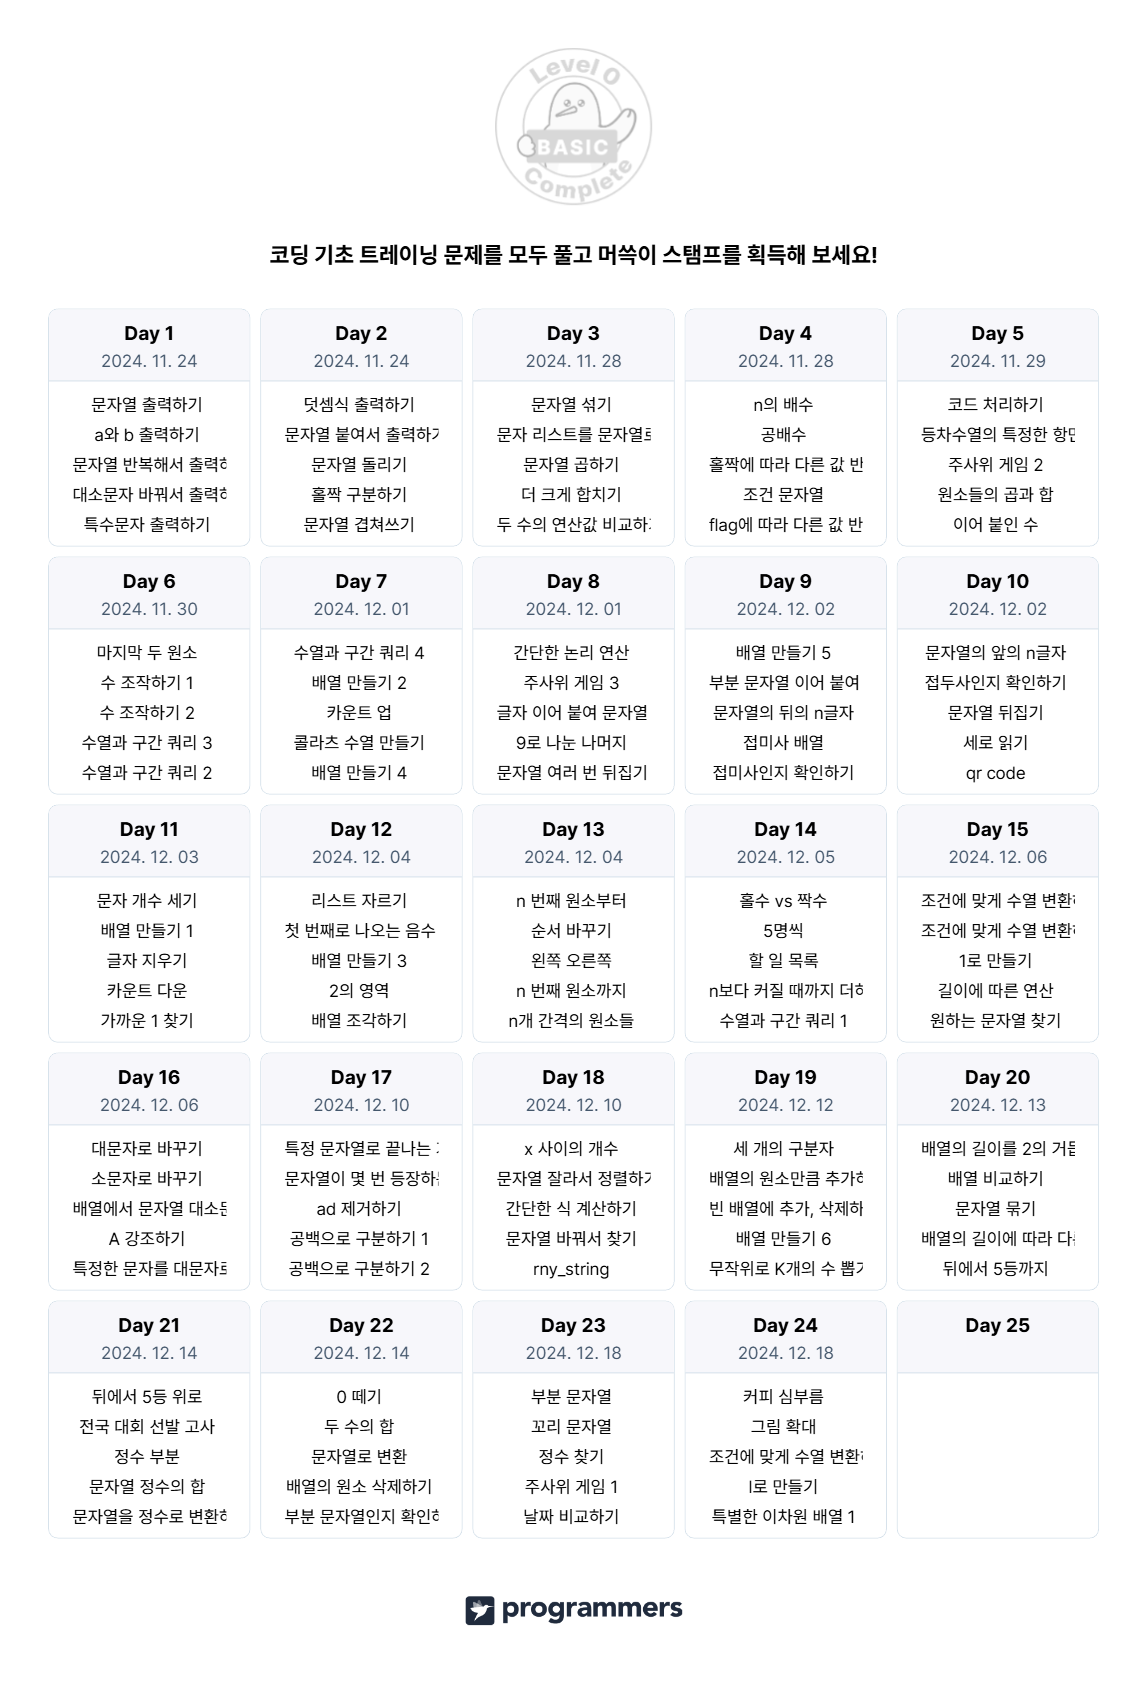 Level 0
BASIC
Complete
코딩 기초 트레이닝 문제를 모두 풀고 머쓱이 스탬프를 획득해 보세요!
Day 1
2024. 11. 24
문자열 출력하기
a와 b 출력하기
문자열 반복해서 출력하
대소문자 바꿔서 출력하
특수문자 출력하기
Day 2
2024. 11. 24
덧셈식 출력하기
문자열 붙여서 출력하기
문자열 돌리기
홀짝 구분하기
문자열 겹쳐쓰기
Day 3
2024. 11. 28
문자열 섞기
문자 리스트를 문자열로
문자열 곱하기
더 크게 합치기
두 수의 연산값 비교하기
Day 4
2024. 11. 28
n의 배수
공배수
홀짝에 따라 다른 값 반
조건 문자열
flag에 따라 다른 값 반
Day 5
2024. 11. 29
코드 처리하기
등차수열의 특정한 항만
주사위 게임 2
원소들의 곱과 합
이어 붙인 수
Day 6
2024. 11. 30
마지막 두 원소
수 조작하기 1
수 조작하기 2
수열과 구간 쿼리 3
수열과 구간 쿼리 2
Day 7
2024. 12. 01
수열과 구간 쿼리 4
배열 만들기 2
카운트 업
콜라츠 수열 만들기
배열 만들기 4
Day 8
2024. 12. 01
간단한 논리 연산
주사위 게임 3
글자 이어 붙여 문자열
9로 나눈 나머지
문자열 여러 번 뒤집기
Day 9
2024. 12. 02
배열 만들기 5
부분 문자열 이어 붙여
문자열의 뒤의 n글자
접미사 배열
접미사인지 확인하기
Day 10
2024. 12. 02
문자열의 앞의 n글자
접두사인지 확인하기
문자열 뒤집기
세로 읽기
qr code
Day 11
2024. 12. 03
문자 개수 세기
배열 만들기 1
글자 지우기
카운트 다운
가까운 1 찾기
Day 12
2024. 12. 04
리스트 자르기
첫 번째로 나오는 음수
배열 만들기 3
2의 영역
배열 조각하기
Day 13
2024. 12. 04
n 번째 원소부터
순서 바꾸기
왼쪽 오른쪽
n 번째 원소까지
n개 간격의 원소들
Day 14
2024. 12. 05
홀수 vs 짝수
5명씩
할 일 목록
n보다 커질 때까지 더하
수열과 구간 쿼리 1
Day 15
2024. 12. 06
조건에 맞게 수열 변환하
조건에 맞게 수열 변환하
1로 만들기
길이에 따른 연산
원하는 문자열 찾기
Day 16
2024. 12. 06
대문자로 바꾸기
소문자로 바꾸기
배열에서 문자열 대소문
A 강조하기
특정한 문자를 대문자로
Day 17
2024. 12. 10
특정 문자열로 끝나는
문자열이 몇 번 등장하는
ad 제거하기
공백으로 구분하기 1
공백으로 구분하기 2
Day 18
2024. 12. 10
x 사이의 개수
문자열 잘라서 정렬하기
간단한 식 계산하기
문자열 바꿔서 찾기
rny_string
Day 19
2024. 12. 12
세 개의 구분자
배열의 원소만큼 추가하
빈 배열에 추가, 삭제하
배열 만들기 6
무작위로 K개의 수 뽑기
Day 20
2024. 12. 13
배열의 길이를 2의 거듭
배열 비교하기
문자열 묶기
배열의 길이에 따라 다른
뒤에서 5등까지
Day 21
2024. 12. 14
뒤에서 5등 위로
전국 대회 선발 고사
정수 부분
문자열 정수의 합
문자열을 정수로 변환하
Day 22
2024. 12. 14
0 떼기
두 수의 합
문자열로 변환
배열의 원소 삭제하기
부분 문자열인지 확인하
Day 23
2024. 12. 18
부분 문자열
꼬리 문자열
정수 찾기
주사위 게임 1
날짜 비교하기
Day 24
2024. 12. 18
커피 심부름
그림 확대
조건에 맞게 수열 변환하
l로 만들기
특별한 이차원 배열 1
Day 25
programmers